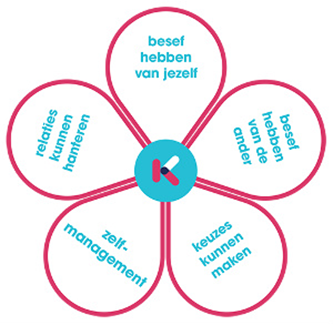 besef
hebben
van jezelf
besef
hebben
van de
ander
keuzes
kunnen
maken
zelf-
management
relaties
kunnen
hanteren